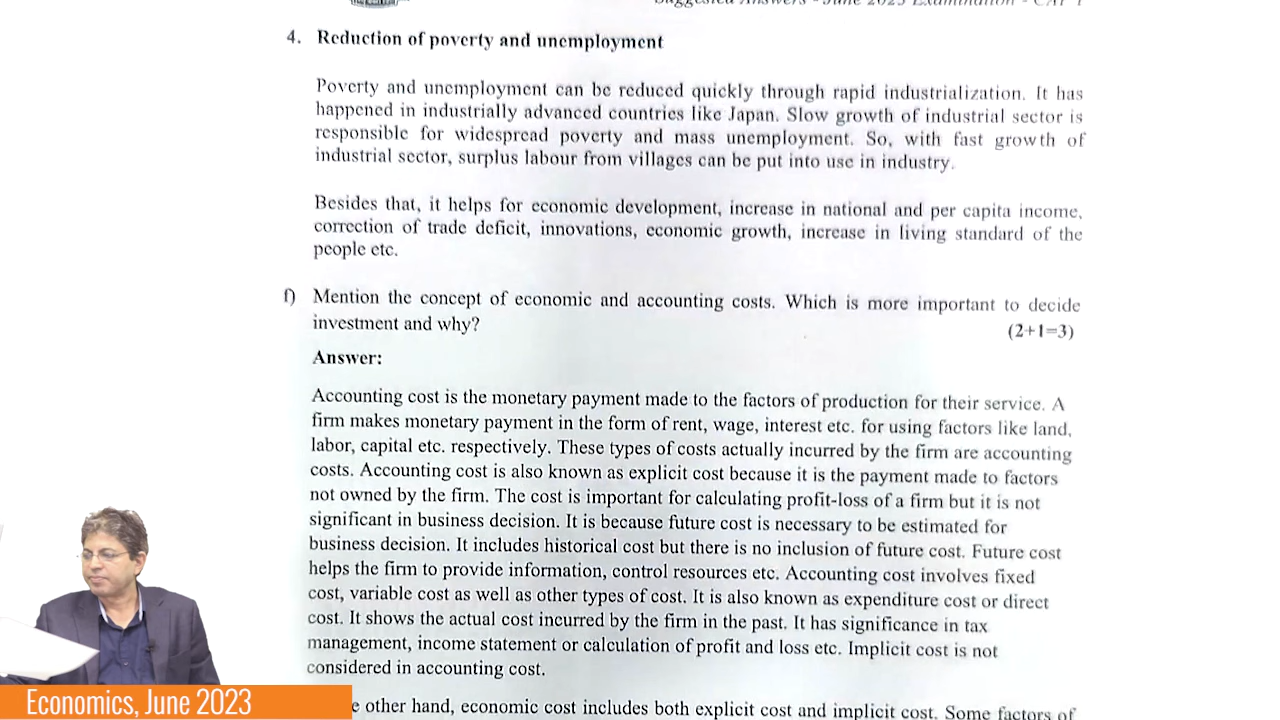 Suggested Answers - June 2023 Examination - CAP I
4. Reduction of poverty and unemployment
Poverty and unemployment can be reduced quickly through rapid industrialization. It has
happened in industrially advanced countries like Japan. Slow growth of industrial sector is
responsible for widespread poverty and mass unemployment. So, with fast growth of
industrial sector, surplus labour from villages can be put into use in industry.
Besides that, it helps for economic development, increase in national and per capita income,
correction of trade deficit, innovations, economic growth, increase in living standard of the
people etc.
f) Mention the concept of economic and accounting costs. Which is more important to decide
investment and why? (2+1=3)
Answer:
Accounting cost is the monetary payment made to the factors of production for their service. A
firm makes monetary payment in the form of rent, wage, interest etc. for using factors like land,
labor, capital etc. respectively. These types of costs actually incurred by the firm are accounting
costs. Accounting cost is also known as explicit cost because it is the payment made to factors
not owned by the firm. The cost is important for calculating profit-loss of a firm but it is not
significant in business decision. It is because future cost is necessary to be estimated for
business decision. It includes historical cost but there is no inclusion of future cost. Future cost
helps the firm to provide information, control resources etc. Accounting cost involves fixed
cost, variable cost as well as other types of cost. It is also known as expenditure cost or direct
cost. It shows the actual cost incurred by the firm in the past. It has significance in tax
management, income statement or calculation of profit and loss etc. Implicit cost is not
considered in accounting cost.
e other hand, economic cost includes both explicit cost and implicit cost. Some factors of
Economics, June 2023